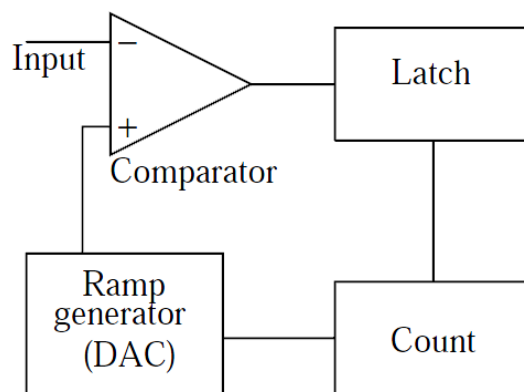 Input
−
+
Comparator
Latch
Ramp
generator
(DAC)
Count